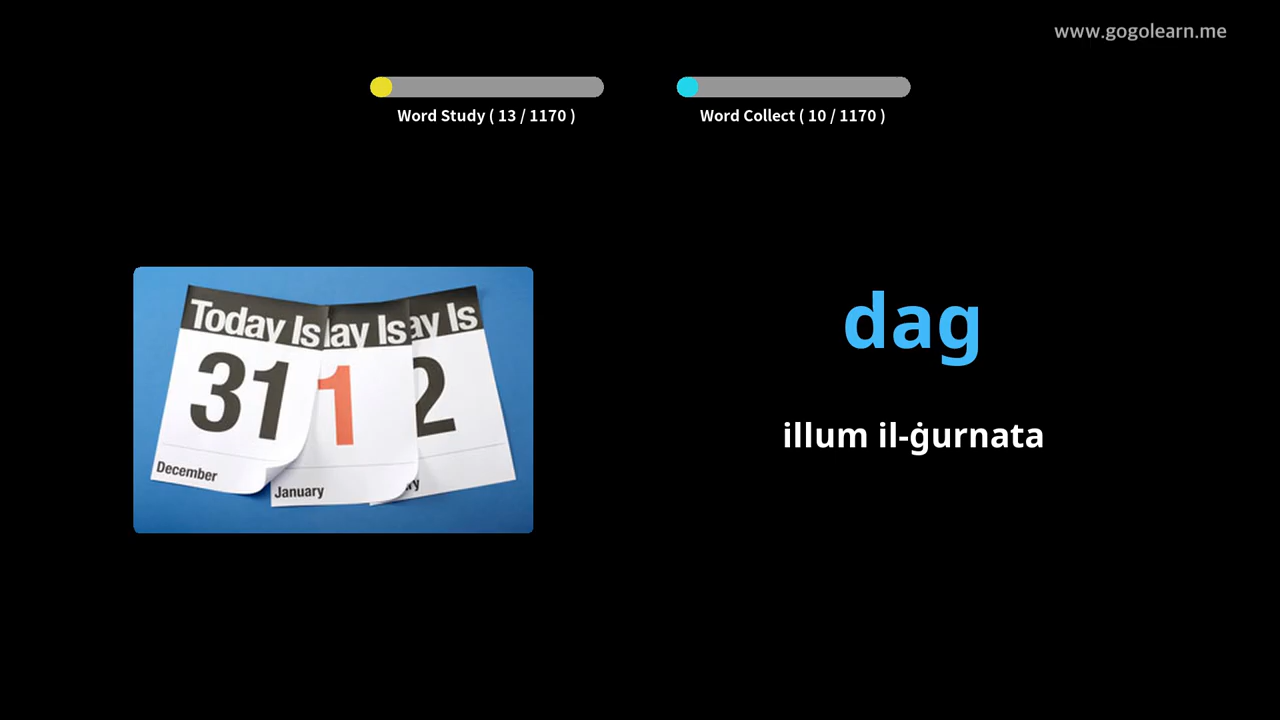 www.gogolearn.me
Word Study ( 13 / 1170 )
Word Collect ( 10 / 1170 )
Today Is
31
December
lay Is
1
January
ay Is
2
ry
dag
illum il-ġurnata